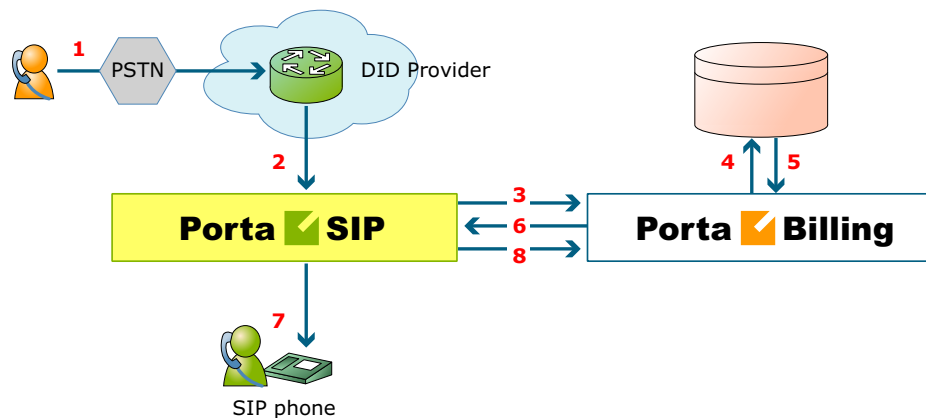 1
PSTN
DID Provider
2
4
5
Porta SIP
3
6
8
Porta Billing
7
SIP phone